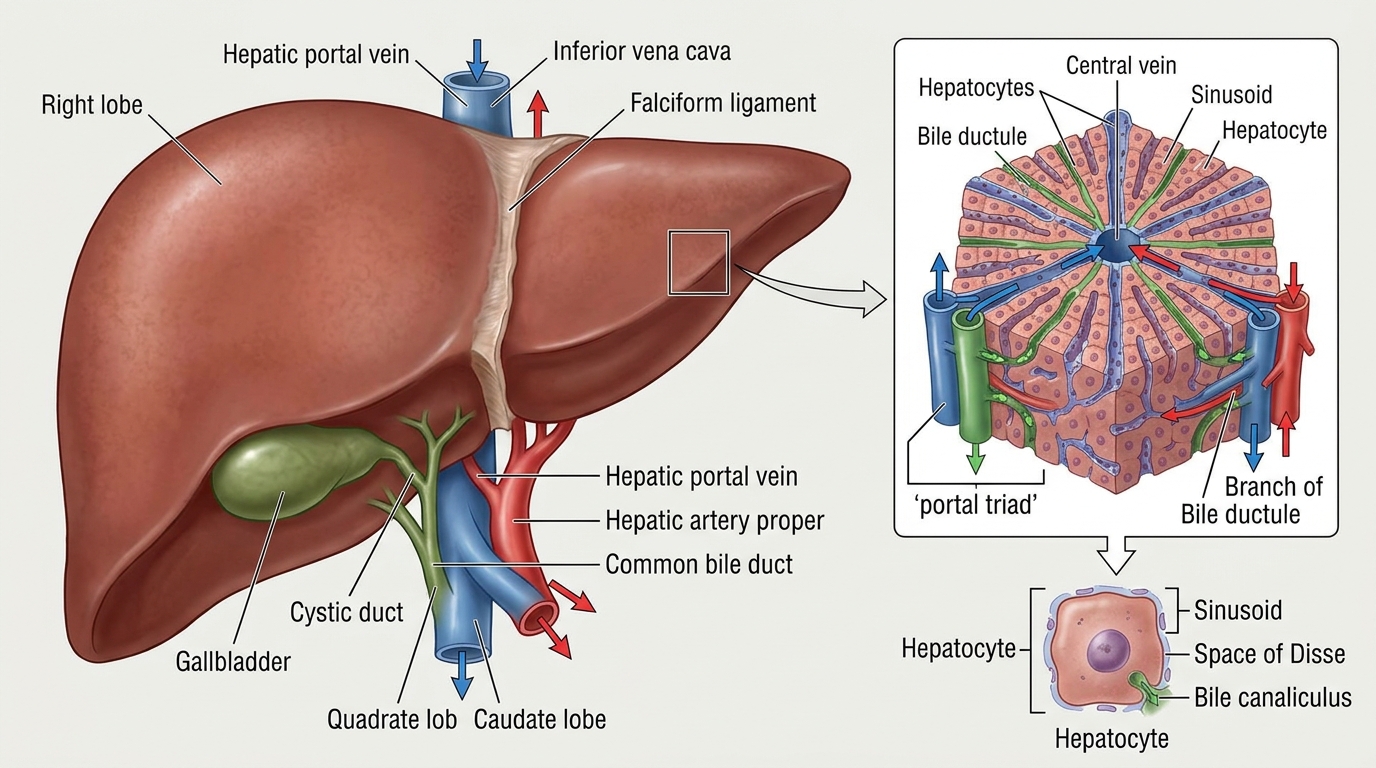 Hepatic portal vein
Inferior vena cava
Right lobe
Falciform ligament
Hepatic portal vein
Hepatic artery proper
Common bile duct
Cystic duct
Gallbladder
Quadrate lob
Caudate lobe
Central vein
Hepatocytes
Sinusoid
Bile ductule
Hepatocyte
'portal triad'
Branch of
Bile ductule
Hepatocyte
Sinusoid
Space of Disse
Bile canaliculus
Hepatocyte